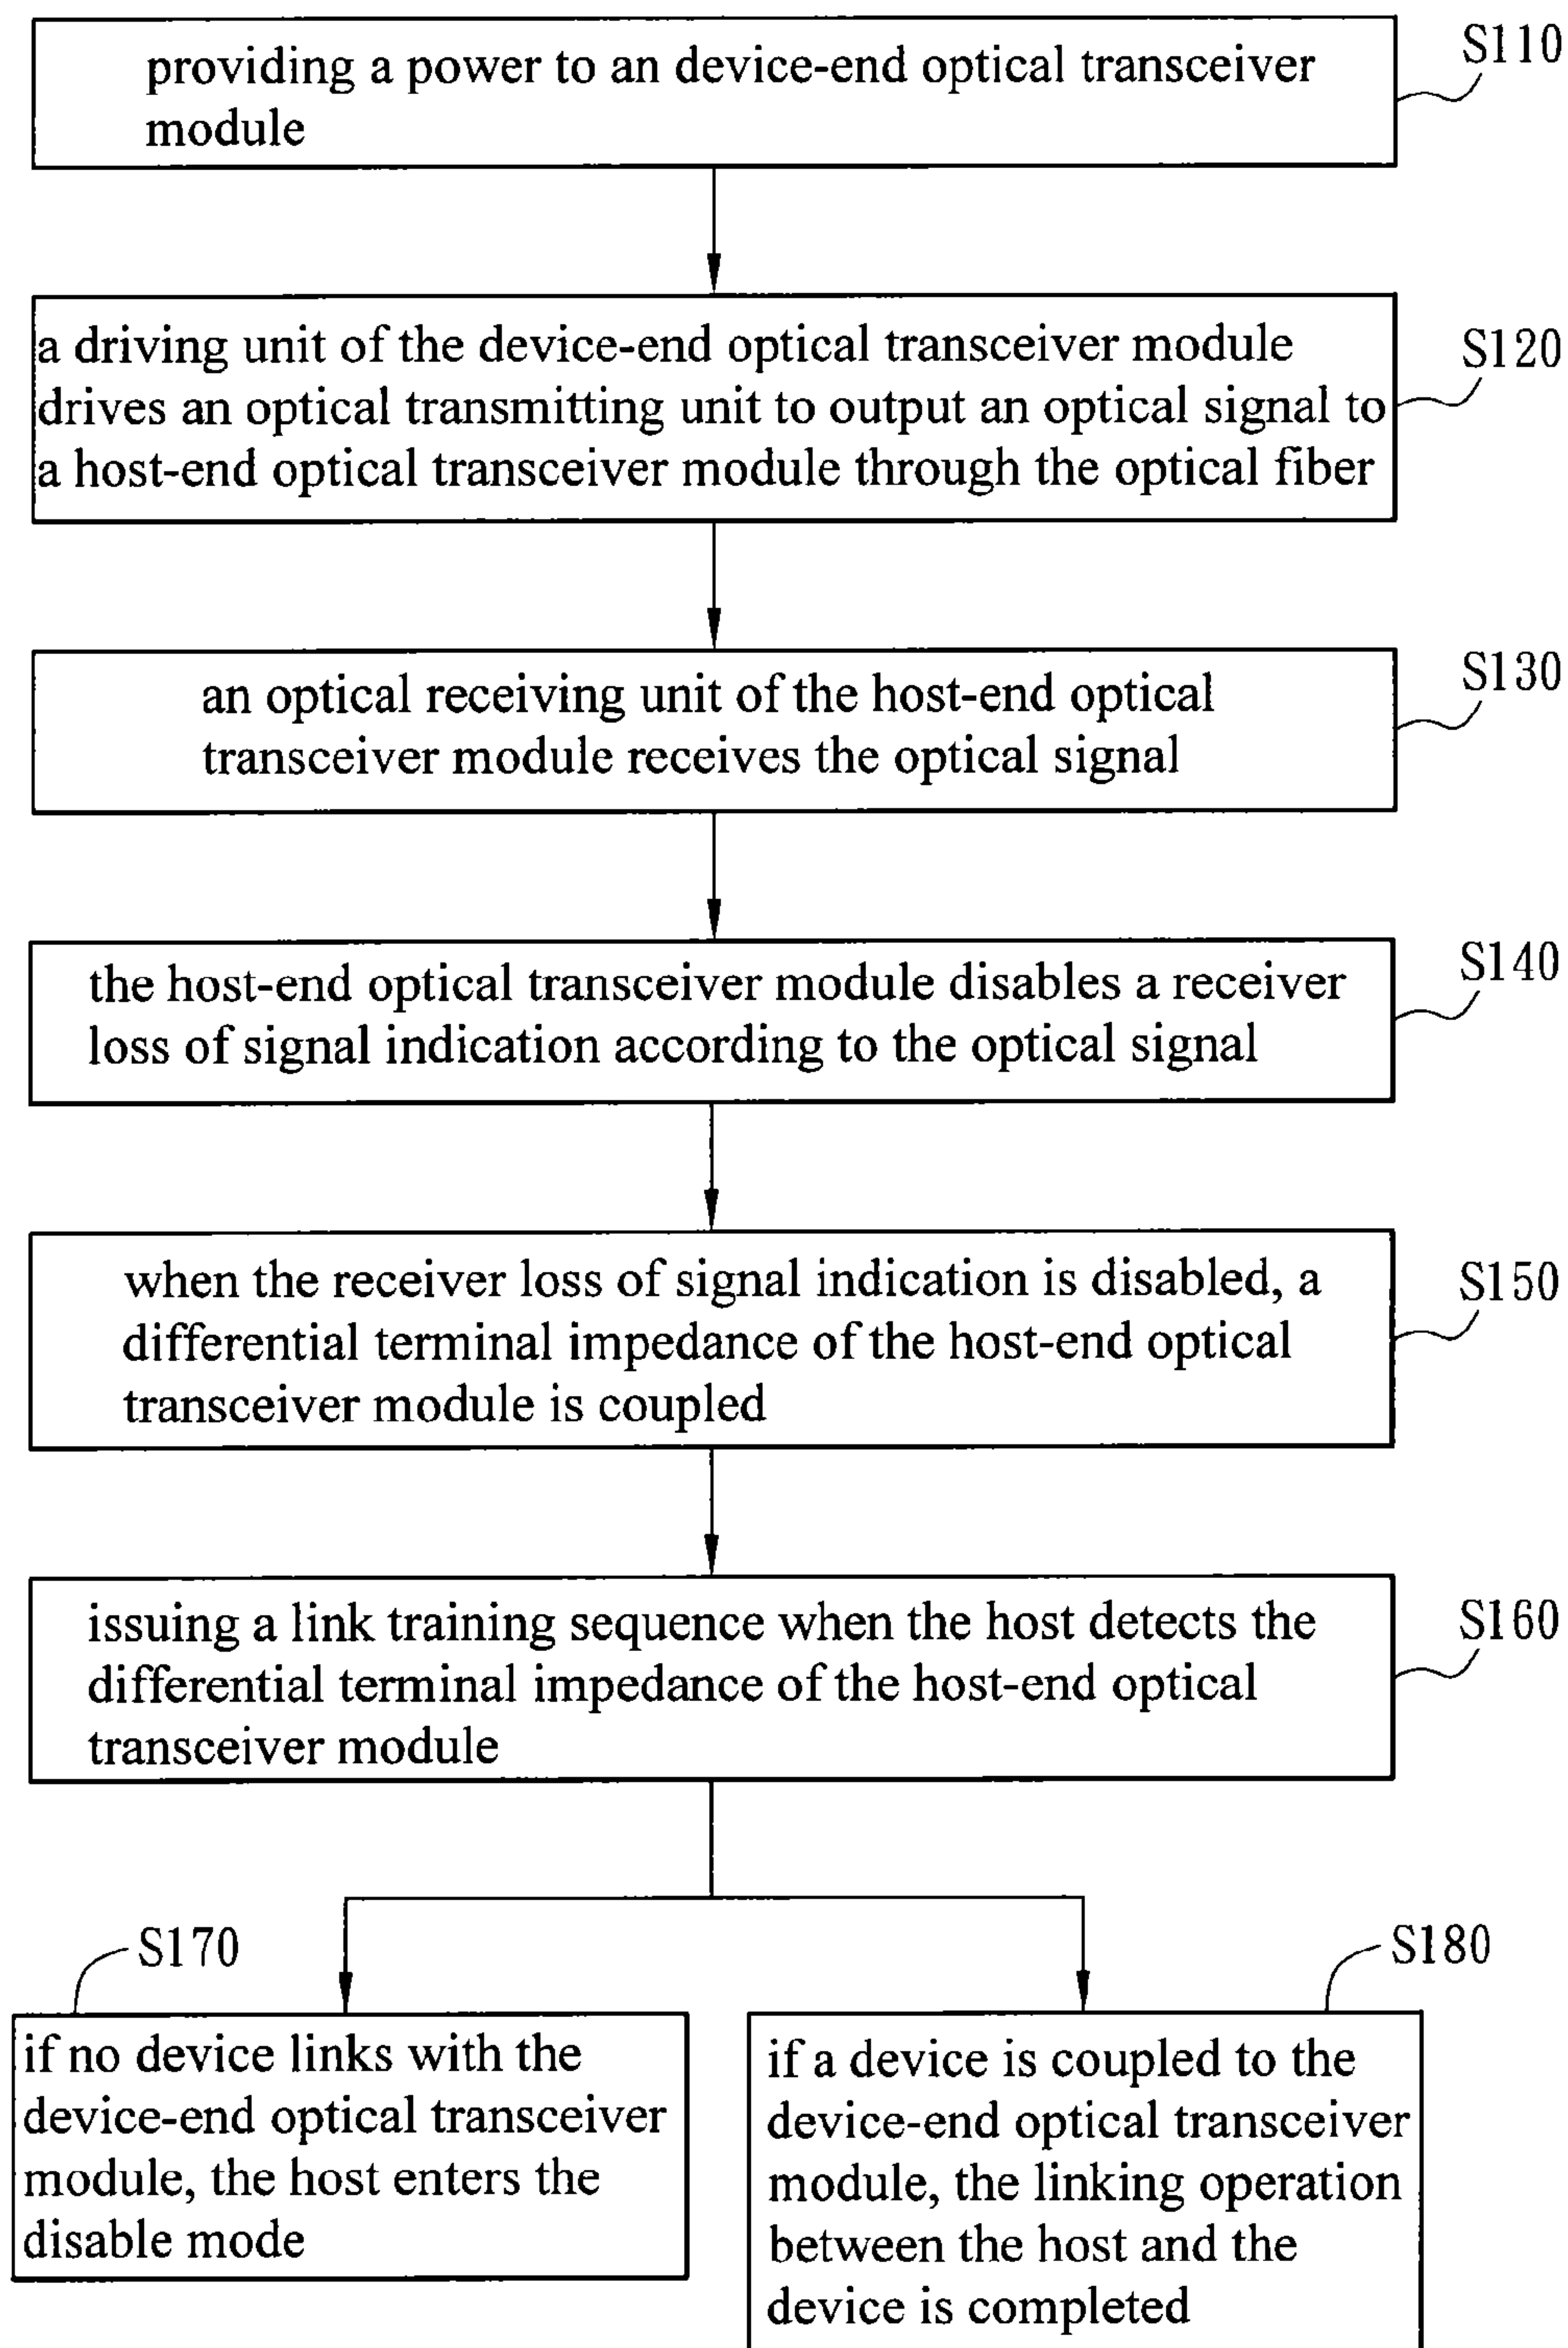 providing a power to an device-end optical transceiver
module
S110
a driving unit of the device-end optical transceiver module
drives an optical transmitting unit to output an optical signal to
a host-end optical transceiver module through the optical fiber
S120
an optical receiving unit of the host-end optical
transceiver module receives the optical signal
S130
the host-end optical transceiver module disables a receiver
loss of signal indication according to the optical signal
S140
when the receiver loss of signal indication is disabled, a
differential terminal impedance of the host-end optical
transceiver module is coupled
S150
issuing a link training sequence when the host detects the
differential terminal impedance of the host-end optical
transceiver module
S160
S170
if no device links with the
device-end optical transceiver
module, the host enters the
disable mode
S180
if a device is coupled to the
device-end optical transceiver
module, the linking operation
between the host and the
device is completed